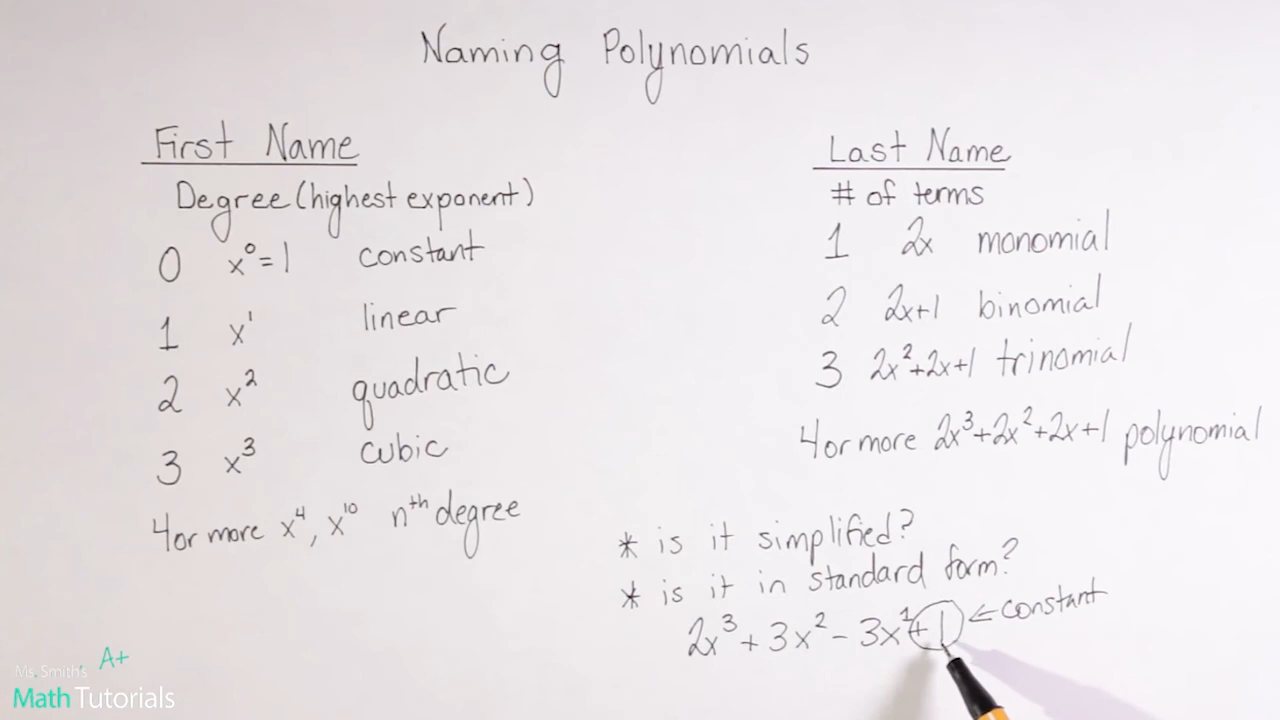 Naming Polynomials
First Name
Degree (highest exponent)
0 x⁰=1 constant
1 x¹ linear
2 x² quadratic
3 x³ cubic
4 or more x⁴, x¹⁰ nᵗʰ degree
Last Name
# of terms
1 2x monomial
2 2x+1 binomial
3 2x²+2x+1 trinomial
4 or more 2x³+2x²+2x+1 polynomial
* is it simplified?
* is it in standard form?
2x³ + 3x² - 3x¹ + 1 ← constant
Ms. Smith's A+
Math Tutorials